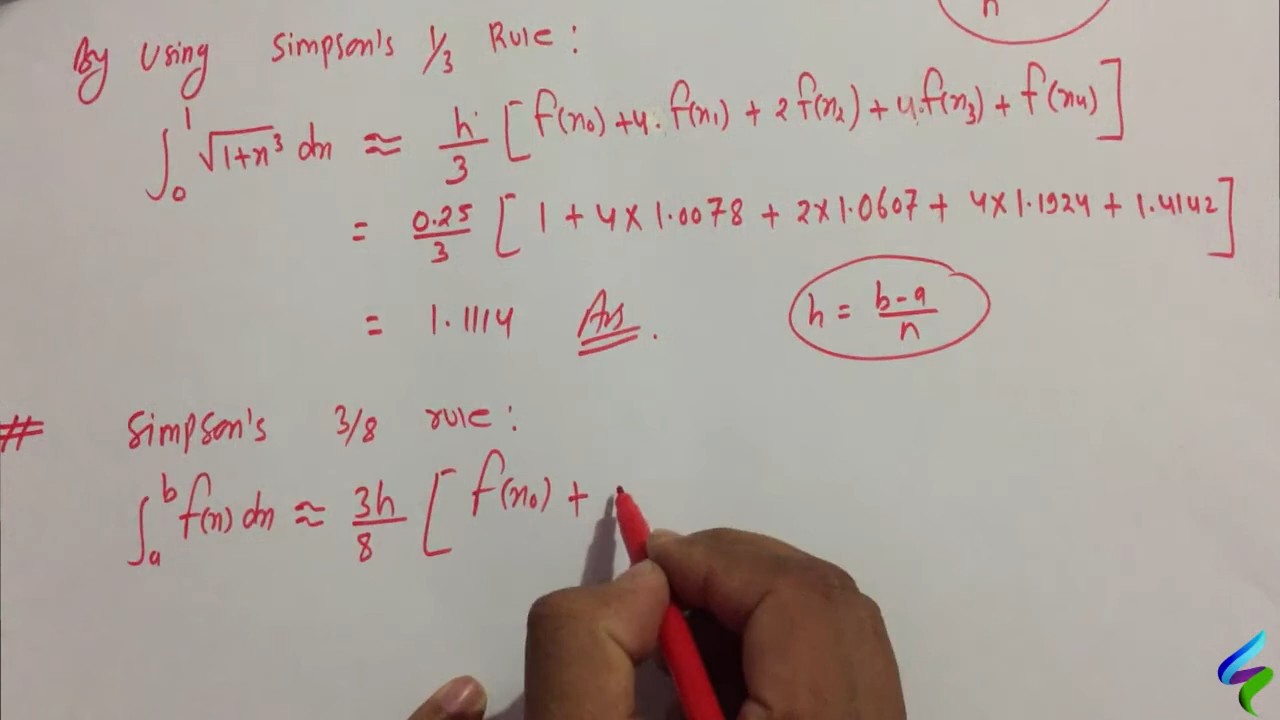 n
By Using Simpson's 1/3 Rule:
∫₀¹ √1+x³ dx ≈ h/3 [f(x₀) + 4.f(x₁) + 2f(x₂) + 4.f(x₃) + f(x₄)]
= 0.25/3 [1 + 4×1.0078 + 2×1.0607 + 4×1.1924 + 1.4142]
= 1.1114 Ans.
h = b-a/n
# Simpson's 3/8 rule:
∫ₐᵇ f(x) dx ≈ 3h/8 [f(x₀) +